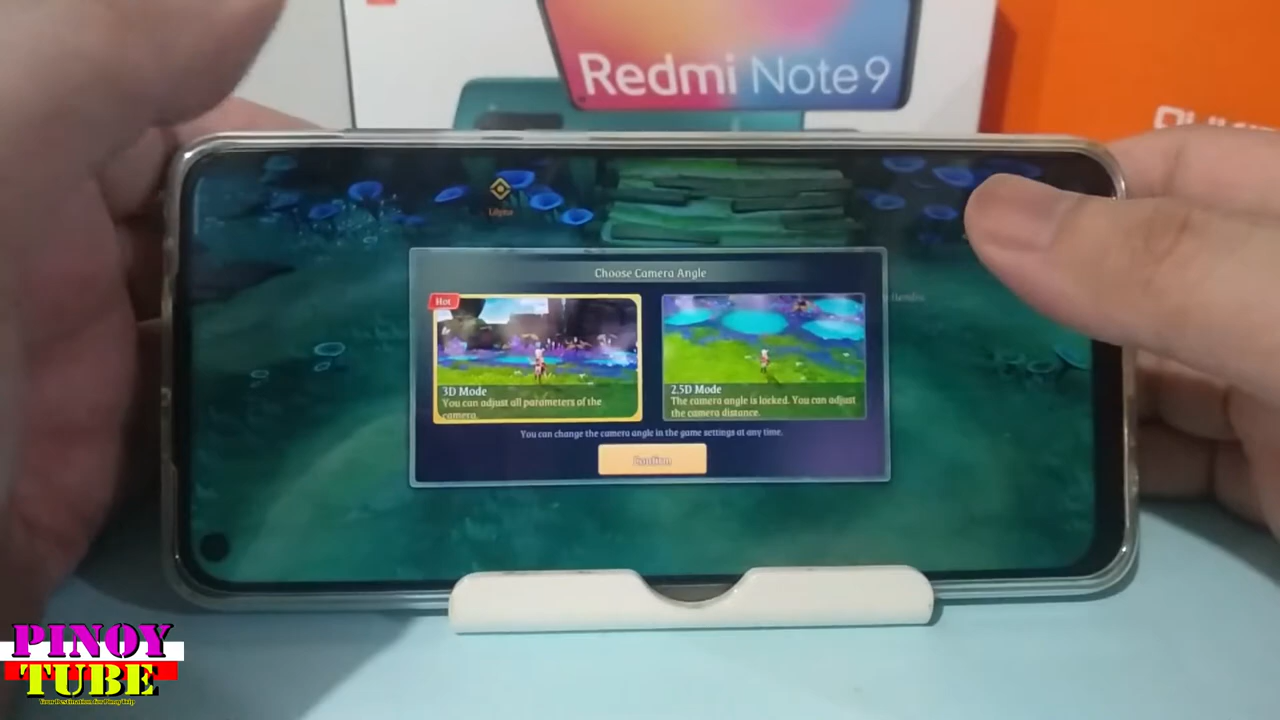 Redmi Note 9
Choose Camera Angle
Hot
3D Mode
You can adjust all parameters of the
camera.
2.5D Mode
The camera angle is locked. You can adjust
the camera distance.
You can change the camera angle in the game settings at any time.
Confirm
PINOY
TUBE